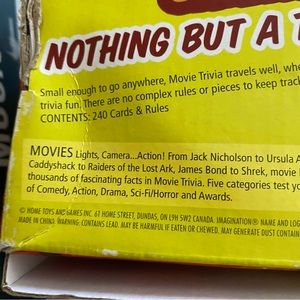 NOTHING BUT A
Small enough to go anywhere, Movie Trivia travels well, whe
trivia fun. There are no complex rules or pieces to keep track
CONTENTS: 240 Cards & Rules
MOVIES Lights, Camera...Action! From Jack Nicholson to Ursula A
Caddyshack to Raiders of the Lost Ark, James Bond to Shrek, movie
thousands of fascinating facts in Movie Trivia. Five categories test yo
of Comedy, Action, Drama, Sci-Fi/Horror and Awards.
© HOME TOYS AND GAMES INC. 61 HOME STREET, DUNDAS, ON L9H 5W2 CANADA. IMAGINATION® NAME AND LOG
MADE IN CHINA WARNING: CONTAINS LEAD. MAY BE HARMFUL IF EATEN OR CHEWED. MAY GENERATE DUST CONTAIN